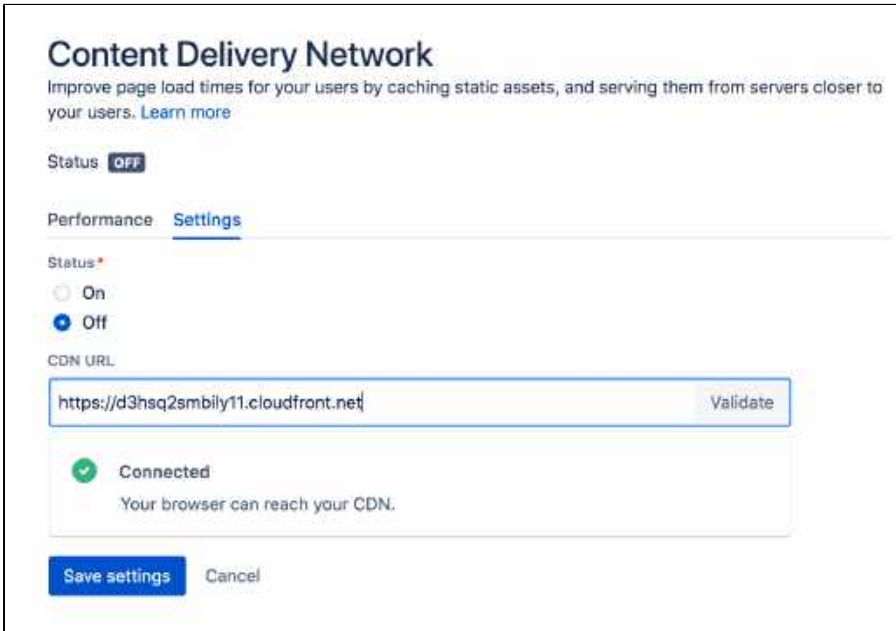 Content Delivery Network
Improve page load times for your users by caching static assets, and serving them from servers closer to
your users. Learn more
Status OFF
Performance Settings
Status*
On
Off
CDN URL
https://d3hsq2smbily11.cloudfront.net Validate
Connected
Your browser can reach your CDN.
Save settings Cancel